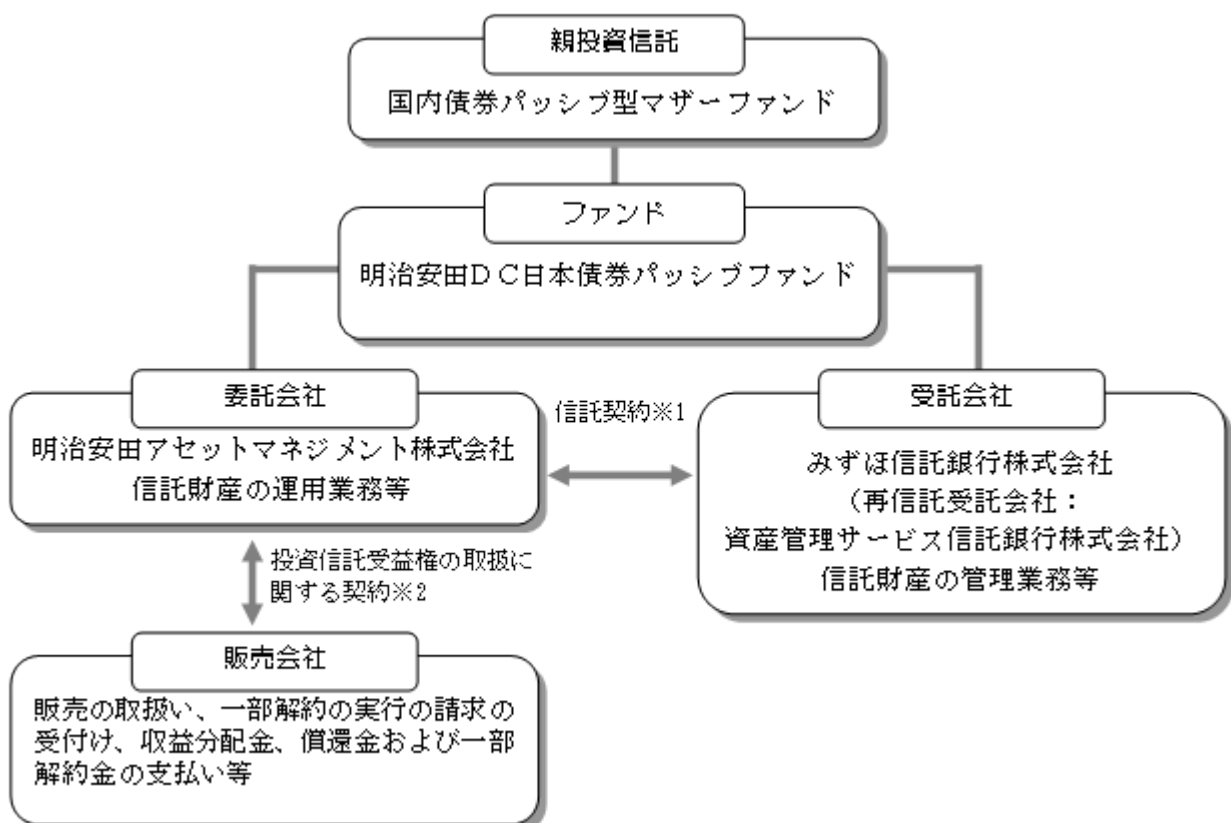 親投資信託
国内債券パッシブ型マザーファンド
ファンド
明治安田DC日本債券パッシブファンド
委託会社
明治安田アセットマネジメント株式会社
信託財産の運用業務等
信託契約※1
受託会社
みずほ信託銀行株式会社
(再信託受託会社:
資産管理サービス信託銀行株式会社)
信託財産の管理業務等
投資信託受益権の取扱に
関する契約※2
販売会社
販売の取扱い、一部解約の実行の請求の
受付け、収益分配金、償還金および一部
解約金の支払い等